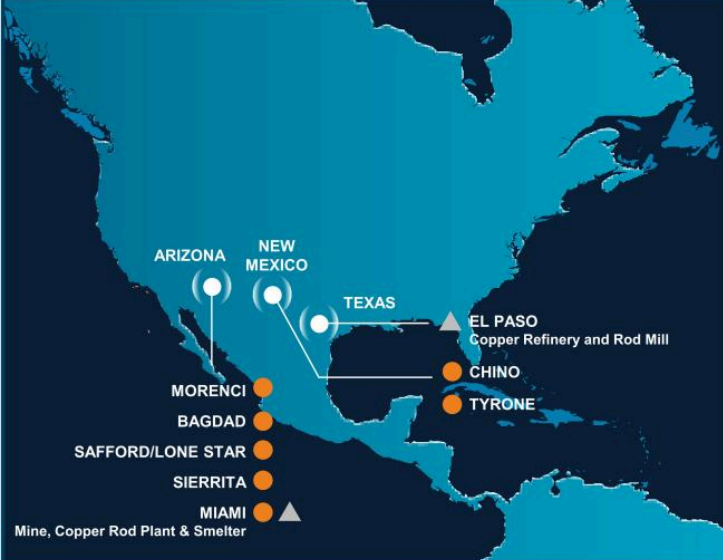 ARIZONA
NEW
MEXICO
TEXAS
EL PASO
Copper Refinery and Rod Mill
CHINO
TYRONE
MORENCI
BAGDAD
SAFFORD/LONE STAR
SIERRITA
MIAMI
Mine, Copper Rod Plant & Smelter